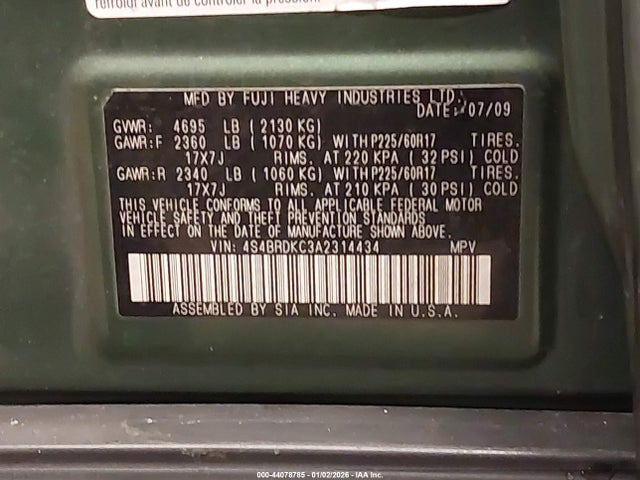 refroidi avant de contrôler la pression.
MFD BY FUJI HEAVY INDUSTRIES LTD.
DATE: 07/09
GVWR: 4695 LB ( 2130 KG)
GAWR:F 2360 LB ( 1070 KG) WITH P225/60R17 TIRES.
17X7J RIMS. AT 220 KPA ( 32 PSI) COLD
GAWR:R 2340 LB ( 1060 KG) WITH P225/60R17 TIRES.
17X7J RIMS. AT 210 KPA ( 30 PSI) COLD
THIS VEHICLE CONFORMS TO ALL APPLICABLE FEDERAL MOTOR
VEHICLE SAFETY AND THEFT PREVENTION STANDARDS
IN EFFECT ON THE DATE OF MANUFACTURE SHOWN ABOVE.
VIN: 4S4BRDKC3A2314434 MPV
ASSEMBLED BY SIA INC. MADE IN U.S.A.
000-44078785 - 01/02/2026 - IAA Inc.